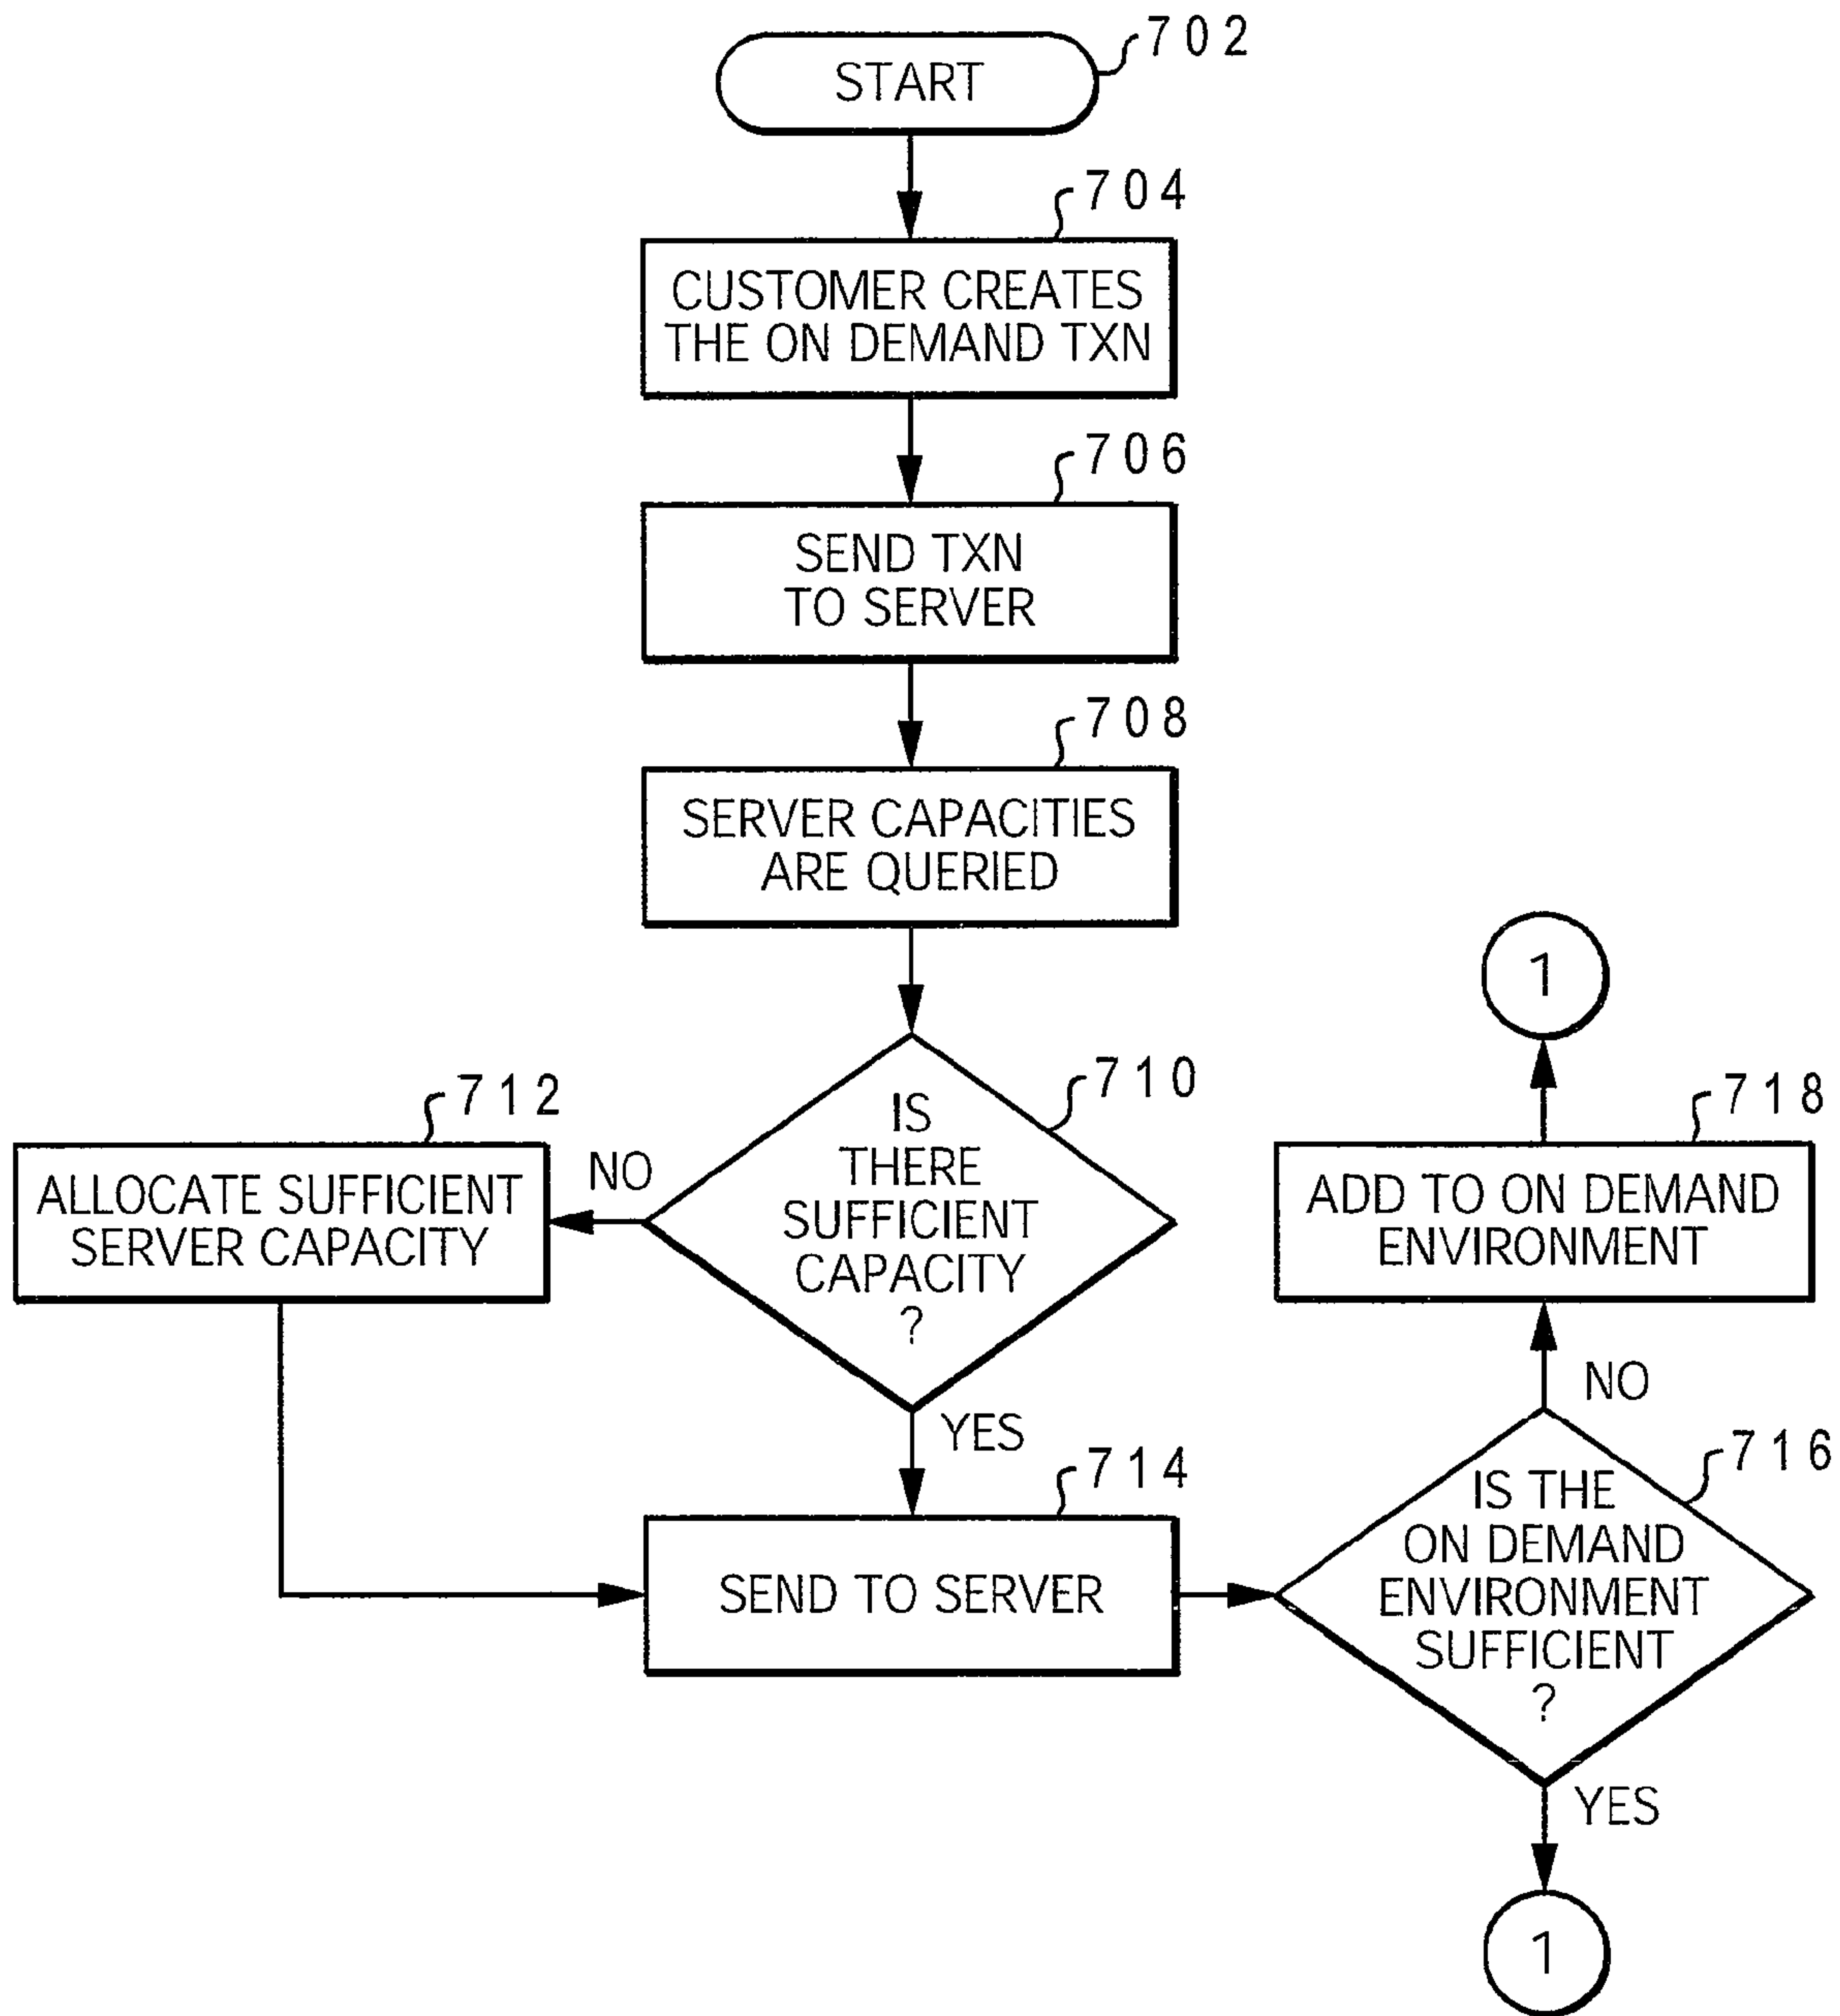 702
START
704
CUSTOMER CREATES
THE ON DEMAND TXN
706
SEND TXN
TO SERVER
708
SERVER CAPACITIES
ARE QUERIED
710
IS
THERE
SUFFICIENT
CAPACITY
?
NO
712
ALLOCATE SUFFICIENT
SERVER CAPACITY
YES
714
SEND TO SERVER
716
IS THE
ON DEMAND
ENVIRONMENT
SUFFICIENT
?
NO
718
ADD TO ON DEMAND
ENVIRONMENT
1
YES
1